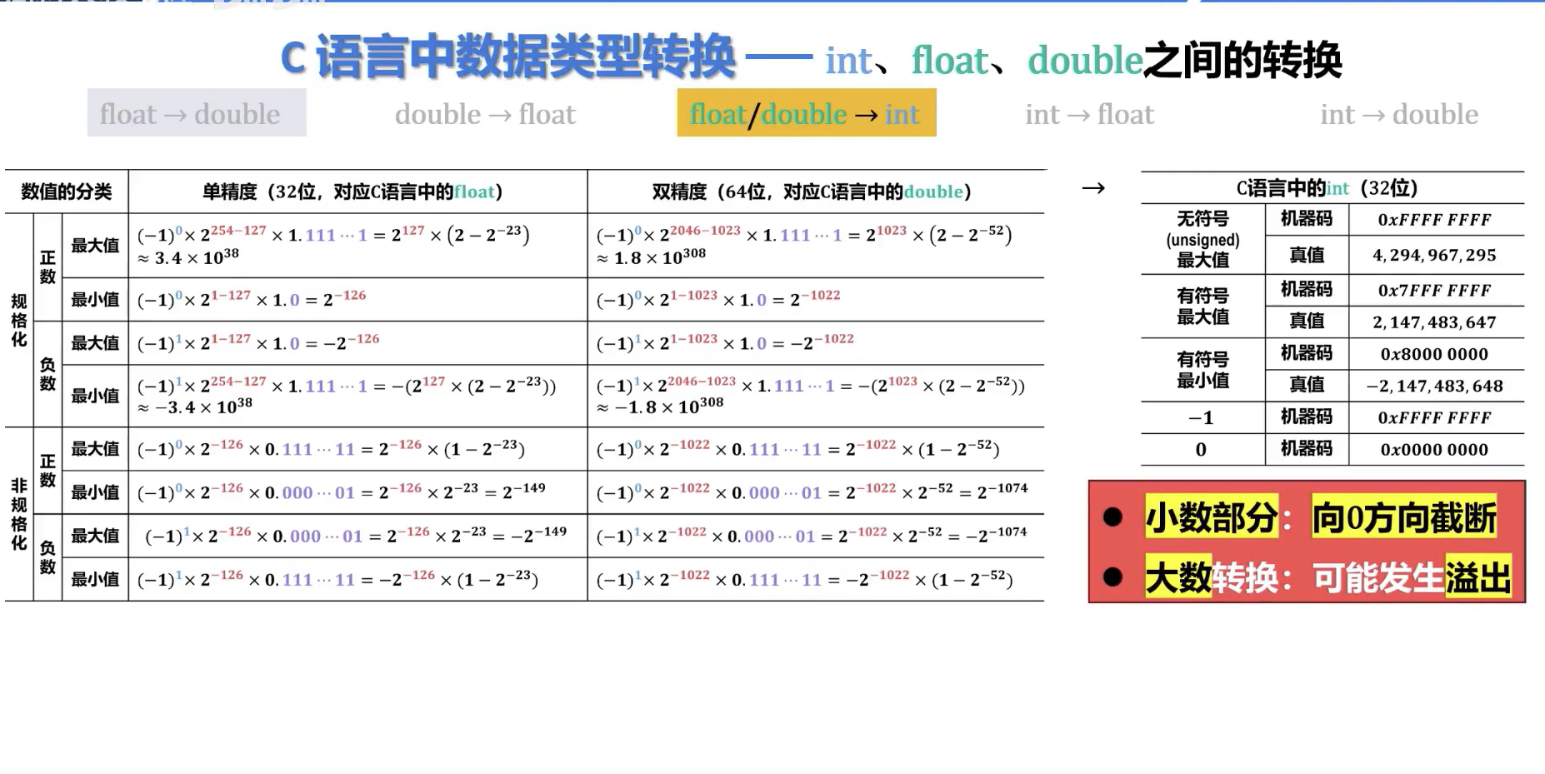 C 语言中数据类型转换 —— int、float、double之间的转换
float → double double → float float/double → int int → float int → double
数值的分类 单精度（32位，对应C语言中的float） 双精度（64位，对应C语言中的double）
规格化 正数 最大值 (−1)⁰× 2²⁵⁴⁻¹²⁷ × 1.111 ⋯ 1 = 2¹²⁷ × (2 − 2⁻²³) (−1)⁰× 2²⁰⁴⁶⁻¹⁰²³ × 1.111 ⋯ 1 = 2¹⁰²³ × (2 − 2⁻⁵²)
≈ 3.4 × 10³⁸ ≈ 1.8 × 10³⁰⁸
最小值 (−1)⁰× 2¹⁻¹²⁷ × 1.0 = 2⁻¹²⁶ (−1)⁰× 2¹⁻¹⁰²³ × 1.0 = 2⁻¹⁰²²
负数 最大值 (−1)¹× 2¹⁻¹²⁷ × 1.0 = −2⁻¹²⁶ (−1)¹× 2¹⁻¹⁰²³ × 1.0 = −2⁻¹⁰²²
最小值 (−1)¹× 2²⁵⁴⁻¹²⁷ × 1.111 ⋯ 1 = −(2¹²⁷ × (2 − 2⁻²³)) (−1)¹× 2²⁰⁴⁶⁻¹⁰²³ × 1.111 ⋯ 1 = −(2¹⁰²³ × (2 − 2⁻⁵²))
≈ −3.4 × 10³⁸ ≈ −1.8 × 10³⁰⁸
非规格化 正数 最大值 (−1)⁰× 2⁻¹²⁶ × 0.111 ⋯ 11 = 2⁻¹²⁶ × (1 − 2⁻²³) (−1)⁰× 2⁻¹⁰²² × 0.111 ⋯ 11 = 2⁻¹⁰²² × (1 − 2⁻⁵²)
最小值 (−1)⁰× 2⁻¹²⁶ × 0.000 ⋯ 01 = 2⁻¹²⁶ × 2⁻²³ = 2⁻¹⁴⁹ (−1)⁰× 2⁻¹⁰²² × 0.000 ⋯ 01 = 2⁻¹⁰²² × 2⁻⁵² = 2⁻¹⁰⁷⁴
负数 最大值 (−1)¹× 2⁻¹²⁶ × 0.000 ⋯ 01 = 2⁻¹²⁶ × 2⁻²³ = −2⁻¹⁴⁹ (−1)¹× 2⁻¹⁰²² × 0.000 ⋯ 01 = 2⁻¹⁰²² × 2⁻⁵² = −2⁻¹⁰⁷⁴
最小值 (−1)¹× 2⁻¹²⁶ × 0.111 ⋯ 11 = −2⁻¹²⁶ × (1 − 2⁻²³) (−1)¹× 2⁻¹⁰²² × 0.111 ⋯ 11 = −2⁻¹⁰²² × (1 − 2⁻⁵²)
→ C语言中的int（32位）
无符号 机器码 0xFFFF FFFF
(unsigned)
最大值 真值 4,294,967,295
有符号 机器码 0x7FFF FFFF
最大值 真值 2,147,483,647
有符号 机器码 0x8000 0000
最小值 真值 −2,147,483,648
−1 机器码 0xFFFF FFFF
0 机器码 0x0000 0000
● 小数部分：向0方向截断
● 大数转换：可能发生溢出